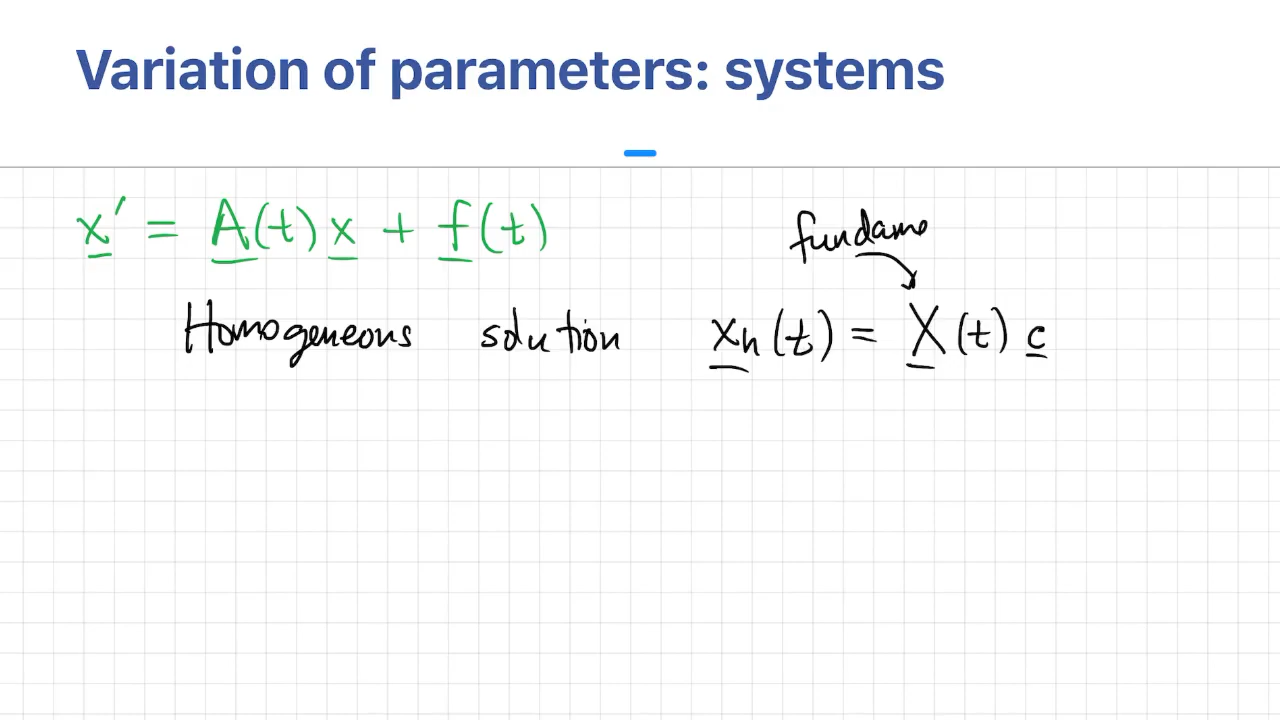 Variation of parameters: systems
x' = A(t) x + f(t)
fundame
Homogeneous solution x_h(t) = X(t) c